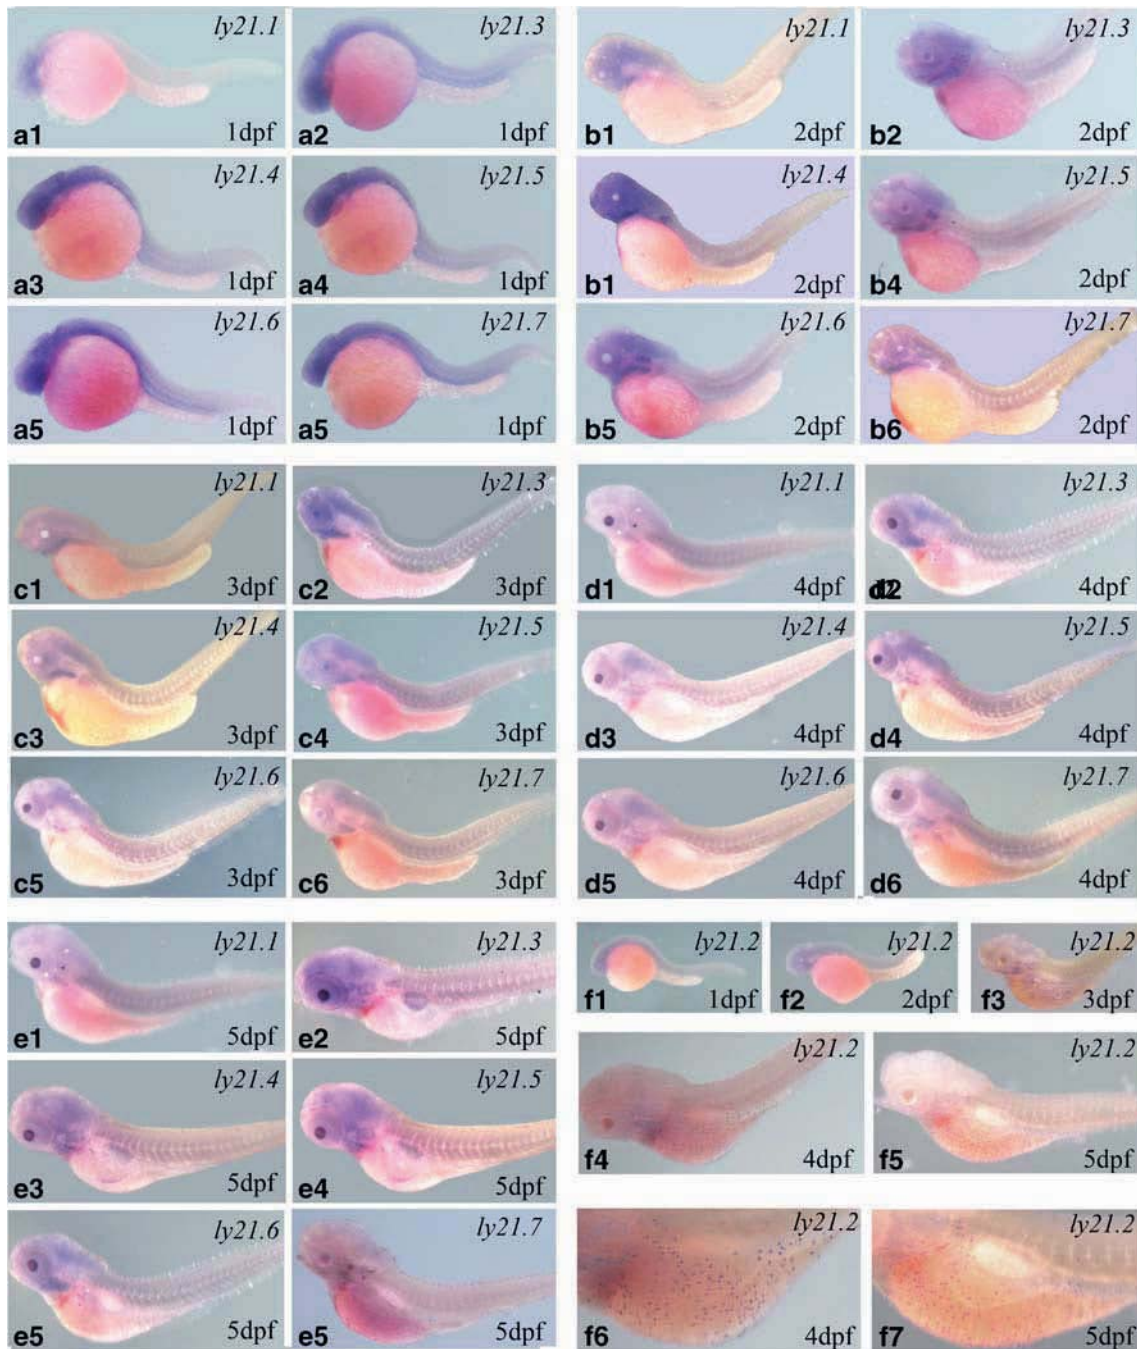 ly21.1
a1 1dpf
ly21.3
a2 1dpf
ly21.1
b1 2dpf
ly21.3
b2 2dpf
ly21.4
a3 1dpf
ly21.5
a4 1dpf
ly21.4
b1 2dpf
ly21.5
b4 2dpf
ly21.6
a5 1dpf
ly21.7
a5 1dpf
ly21.6
b5 2dpf
ly21.7
b6 2dpf
ly21.1
c1 3dpf
ly21.3
c2 3dpf
ly21.1
d1 4dpf
ly21.3
d2 4dpf
ly21.4
c3 3dpf
ly21.5
c4 3dpf
ly21.4
d3 4dpf
ly21.5
d4 4dpf
ly21.6
c5 3dpf
ly21.7
c6 3dpf
ly21.6
d5 4dpf
ly21.7
d6 4dpf
ly21.1
e1 5dpf
ly21.3
e2 5dpf
ly21.2
f1 1dpf
ly21.2
f2 2dpf
ly21.2
f3 3dpf
ly21.4
e3 5dpf
ly21.5
e4 5dpf
ly21.2
f4 4dpf
ly21.2
f5 5dpf
ly21.6
e5 5dpf
ly21.7
e5 5dpf
ly21.2
f6 4dpf
ly21.2
f7 5dpf